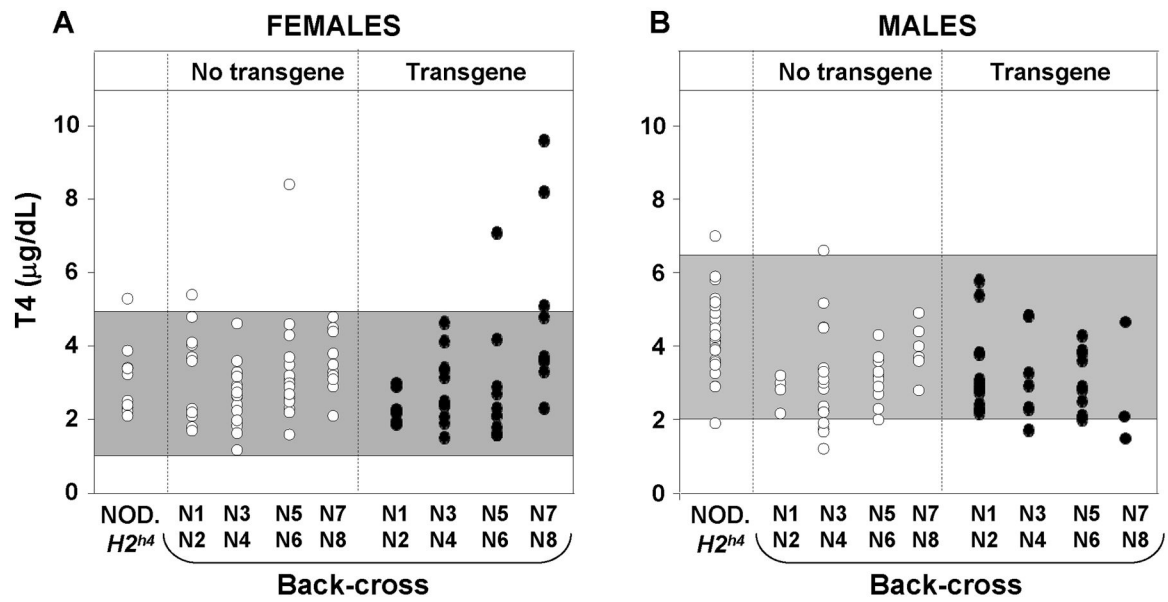 A FEMALES
No transgene Transgene
T4 (μg/dL)
10
8
6
4
2
0
NOD. N1 N3 N5 N7 N1 N3 N5 N7
H2h4 N2 N4 N6 N8 N2 N4 N6 N8
Back-cross
B MALES
No transgene Transgene
10
8
6
4
2
0
NOD. N1 N3 N5 N7 N1 N3 N5 N7
H2h4 N2 N4 N6 N8 N2 N4 N6 N8
Back-cross